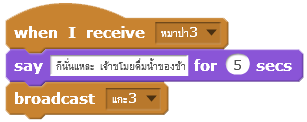 when I receive หมาป่า3
say ก็นั่นแหละ เจ้าขโมยดื่มน้ำของข้า for 5 secs
broadcast แกะ3